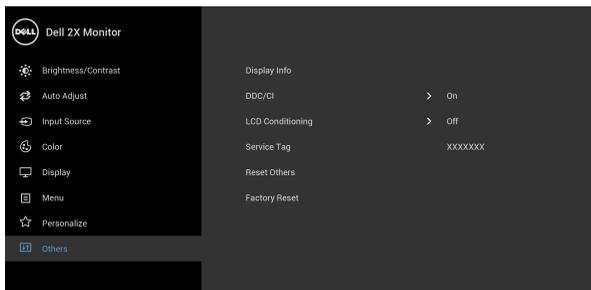 DELL
Dell 2X Monitor
Brightness/Contrast
Auto Adjust
Input Source
Color
Display
Menu
Personalize
Others
Display Info
DDC/CI > On
LCD Conditioning > Off
Service Tag XXXXXXX
Reset Others
Factory Reset